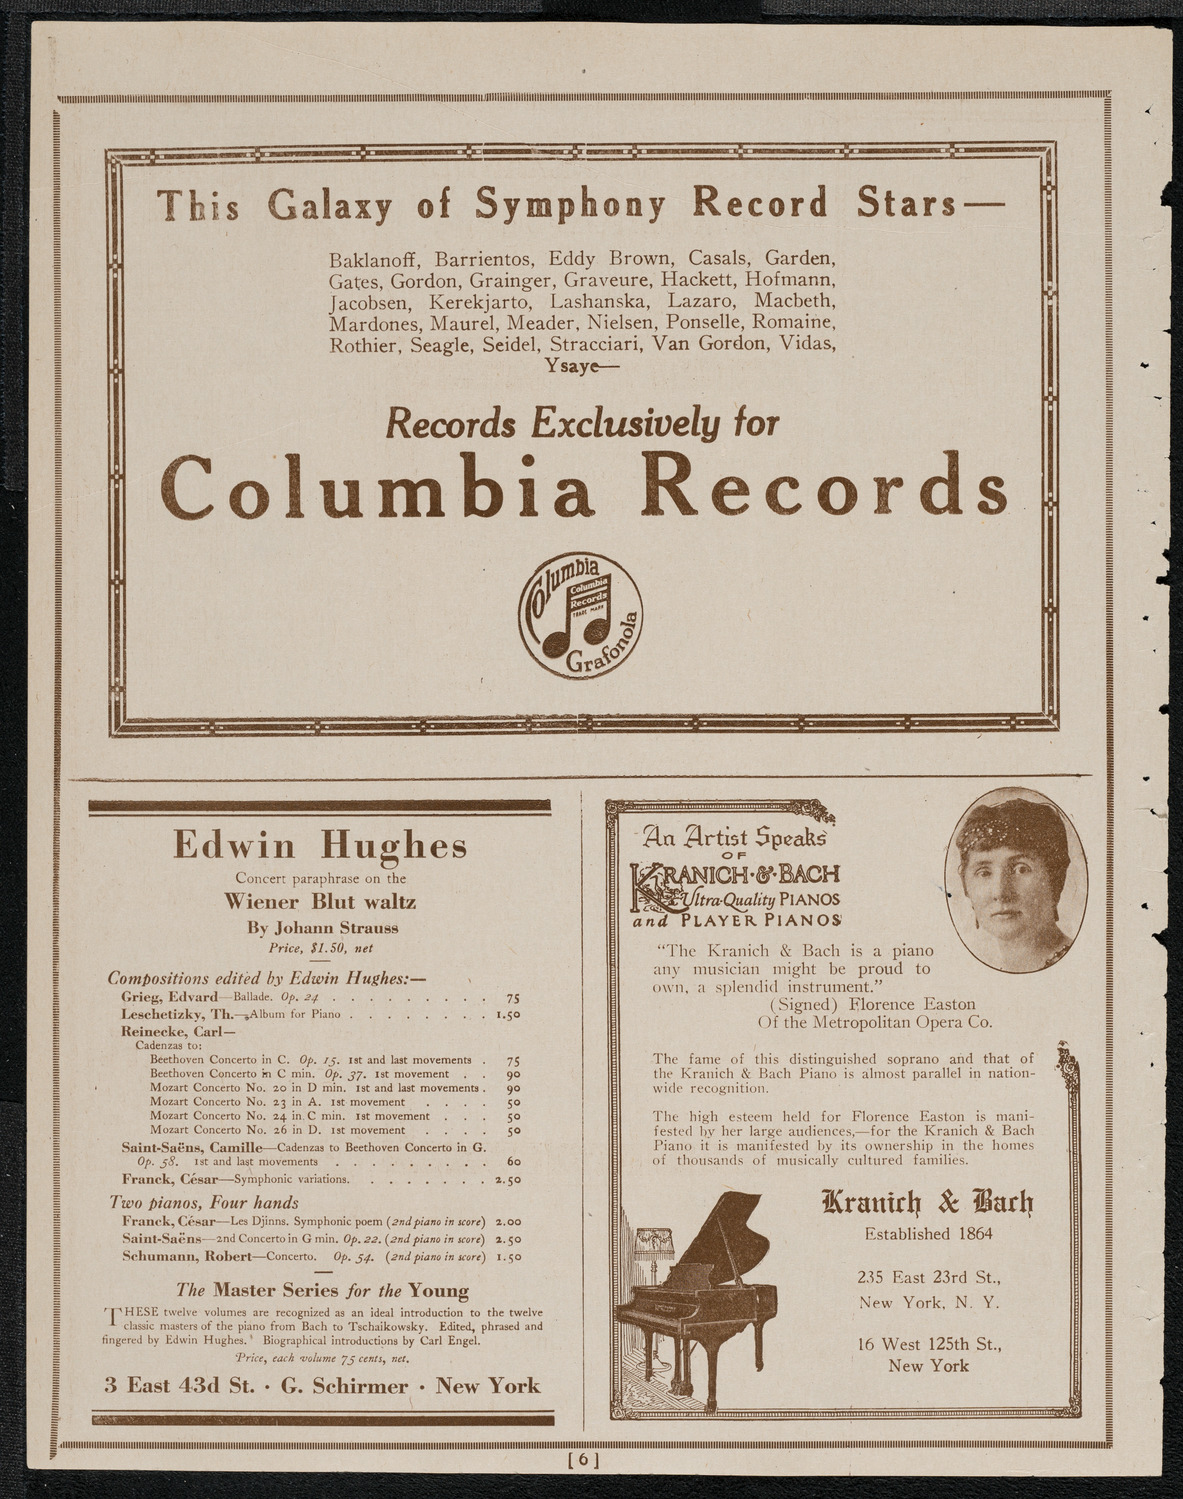 This Galaxy of Symphony Record Stars—
Baklanoff, Barrientos, Eddy Brown, Casals, Garden,
Gates, Gordon, Grainger, Graveure, Hackett, Hofmann,
Jacobsen, Kerekjarto, Lashanska, Lazaro, Macbeth,
Mardones, Maurel, Meader, Nielsen, Ponselle, Romaine,
Rothier, Seagle, Seidel, Stracciari, Van Gordon, Vidas,
Ysaye—
Records Exclusively for
Columbia Records
Columbia
Columbia
Records
TRADE MARK
Grafonola
Edwin Hughes
Concert paraphrase on the
Wiener Blut waltz
By Johann Strauss
Price, $1.50, net
Compositions edited by Edwin Hughes:—
Grieg, Edvard—Ballade. Op. 24 . . . . . . . . . . 75
Leschetizky, Th.—Album for Piano . . . . . . . . 1.50
Reinecke, Carl—
Cadenzas to:
Beethoven Concerto in C. Op. 15. 1st and last movements . 75
Beethoven Concerto in C min. Op. 37. 1st movement . . 90
Mozart Concerto No. 20 in D min. 1st and last movements . 90
Mozart Concerto No. 23 in A. 1st movement . . . . 50
Mozart Concerto No. 24 in C min. 1st movement . . . 50
Mozart Concerto No. 26 in D. 1st movement . . . . 50
Saint-Saëns, Camille—Cadenzas to Beethoven Concerto in G.
Op. 58. 1st and last movements . . . . . . . . . 60
Franck, César—Symphonic variations. . . . . . . . 2.50
Two pianos, Four hands
Franck, César—Les Djinns. Symphonic poem (2nd piano in score) 2.00
Saint-Saëns—2nd Concerto in G min. Op. 22. (2nd piano in score) 2.50
Schumann, Robert—Concerto. Op. 54. (2nd piano in score) 1.50
The Master Series for the Young
THESE twelve volumes are recognized as an ideal introduction to the twelve
classic masters of the piano from Bach to Tschaikowsky. Edited, phrased and
fingered by Edwin Hughes. Biographical introductions by Carl Engel.
Price, each volume 75 cents, net.
3 East 43d St. · G. Schirmer · New York
An Artist Speaks
OF
KRANICH·&·BACH
Ultra-Quality PIANOS
and PLAYER PIANOS
"The Kranich & Bach is a piano
any musician might be proud to
own, a splendid instrument."
(Signed) Florence Easton
Of the Metropolitan Opera Co.
The fame of this distinguished soprano and that of
the Kranich & Bach Piano is almost parallel in nation-
wide recognition.
The high esteem held for Florence Easton is mani-
fested by her large audiences,—for the Kranich & Bach
Piano it is manifested by its ownership in the homes
of thousands of musically cultured families.
Kranich & Bach
Established 1864
235 East 23rd St.,
New York, N. Y.
16 West 125th St.,
New York
[ 6 ]